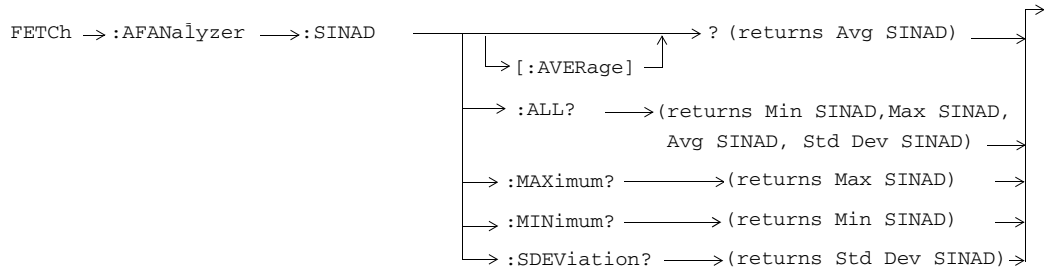 FETCh :AFANalyzer :SINAD ? (returns Avg SINAD)
[:AVERage]
:ALL? (returns Min SINAD,Max SINAD,
Avg SINAD, Std Dev SINAD)
:MAXimum? (returns Max SINAD)
:MINimum? (returns Min SINAD)
:SDEViation? (returns Std Dev SINAD)